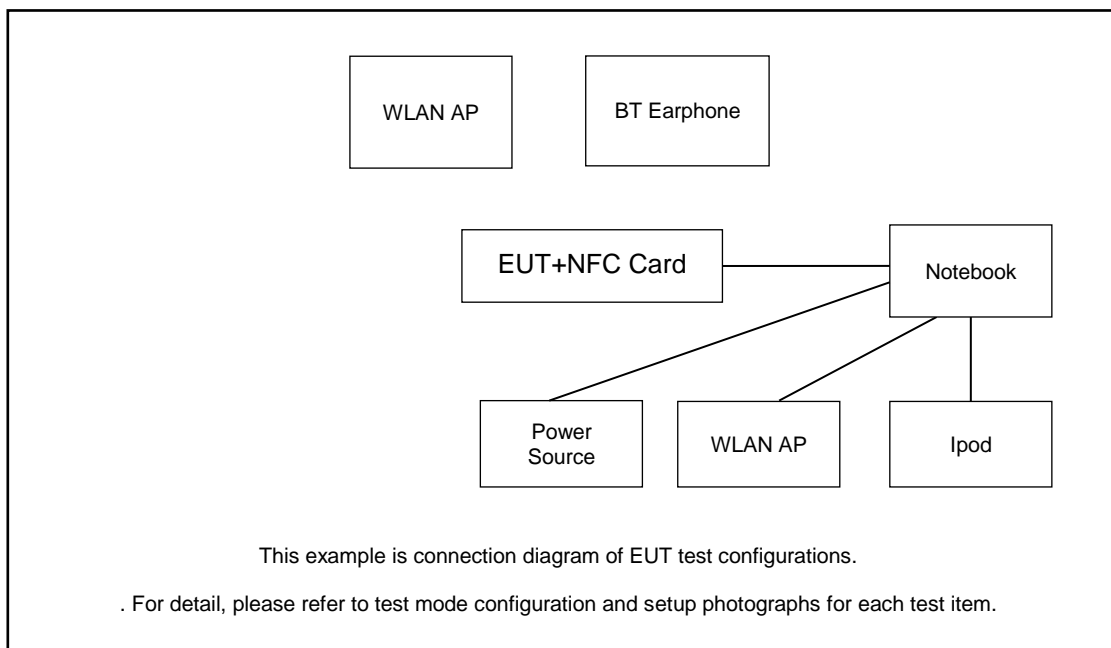 WLAN AP
BT Earphone
EUT+NFC Card
Notebook
Power
Source
WLAN AP
Ipod
This example is connection diagram of EUT test configurations.
. For detail, please refer to test mode configuration and setup photographs for each test item.